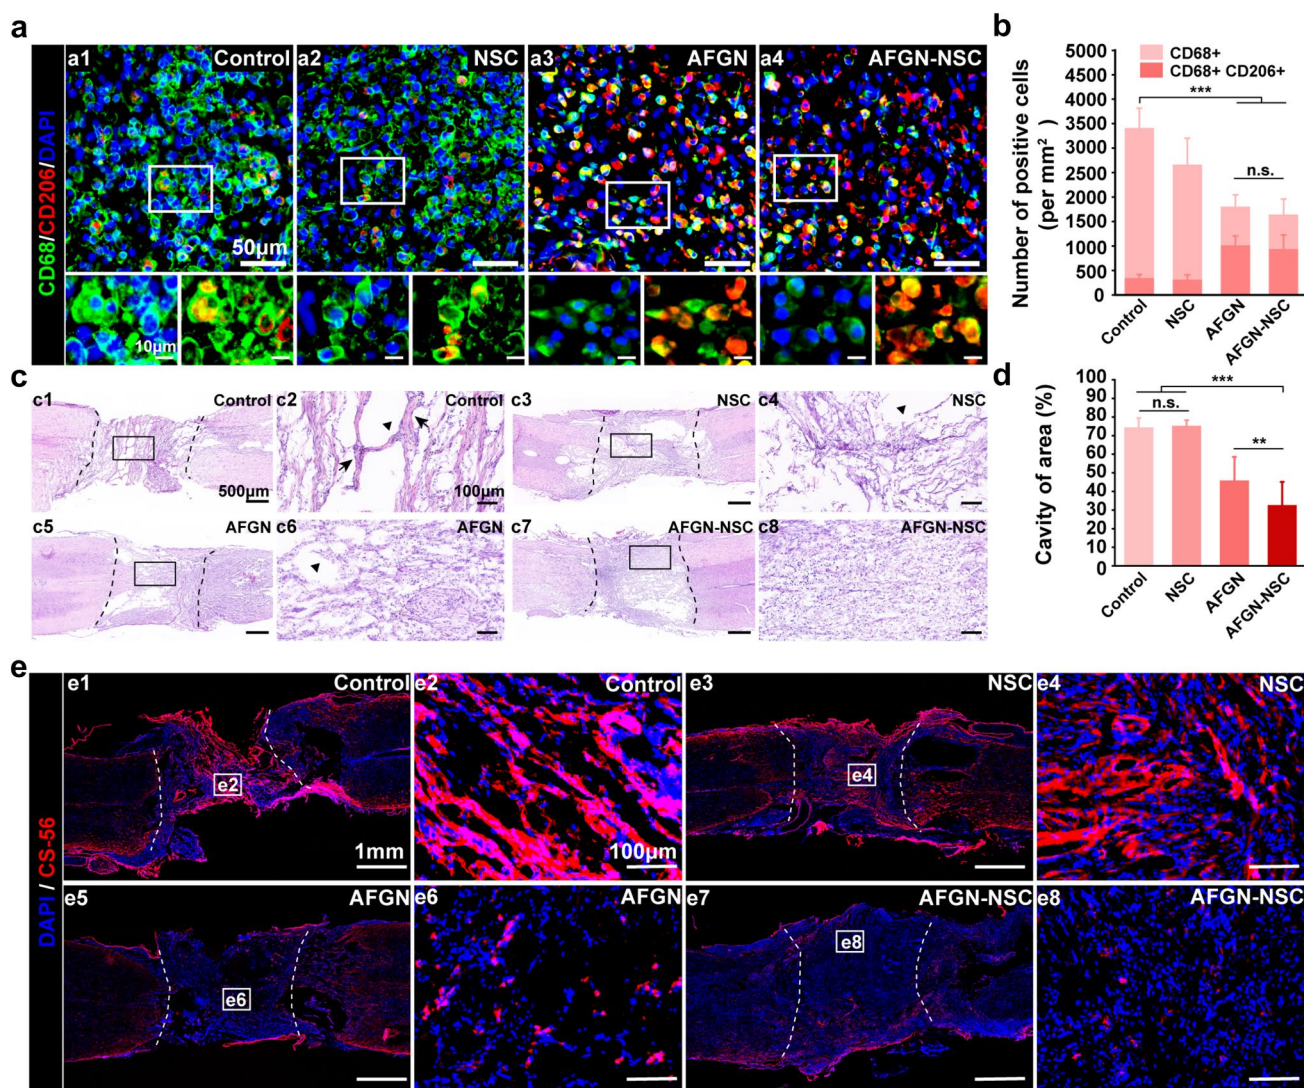 a
CD68/CD206/DAPI
a1 Control
50μm
10μm
a2 NSC
a3 AFGN
a4 AFGN-NSC
b
Number of positive cells
(per mm2)
5000
4500
4000
3500
3000
2500
2000
1500
1000
500
0
CD68+
CD68+ CD206+
***
n.s.
Control
NSC
AFGN
AFGN-NSC
c
c1 Control
500μm
c2 Control
100μm
c3 NSC
c4 NSC
c5 AFGN
c6 AFGN
c7 AFGN-NSC
c8 AFGN-NSC
d
Cavity of area (%)
100
90
80
70
60
50
40
30
20
10
0
***
n.s.
**
Control
NSC
AFGN
AFGN-NSC
e
DAPI / CS-56
e1 Control
e2
1mm
e2 Control
100μm
e3 NSC
e4
e4 NSC
e5 AFGN
e6
e6 AFGN
e7 AFGN-NSC
e8
e8 AFGN-NSC